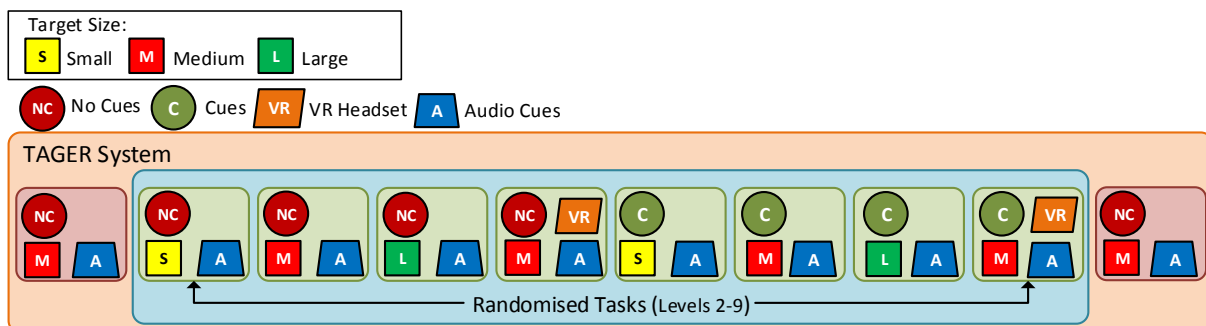 Target Size:
S Small M Medium L Large
NC No Cues C Cues VR VR Headset A Audio Cues
TAGER System
NC NC NC NC NC VR C C C C VR NC
M A S A M A L A M A S A M A L A M A M A
Randomised Tasks (Levels 2-9)